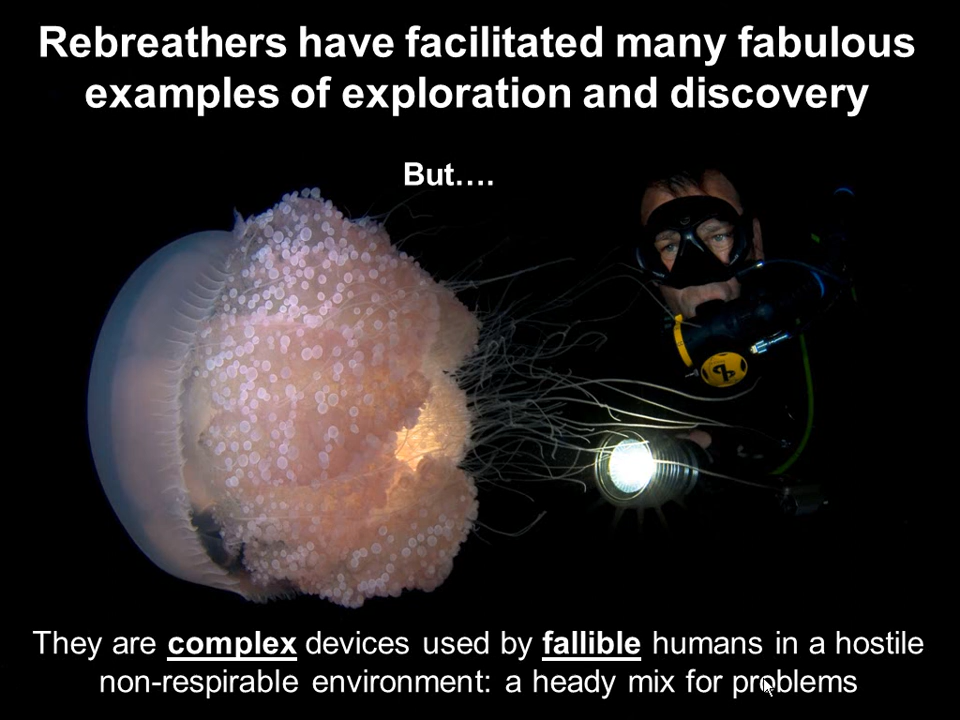 Rebreathers have facilitated many fabulous
examples of exploration and discovery
But….
They are complex devices used by fallible humans in a hostile
non-respirable environment: a heady mix for problems